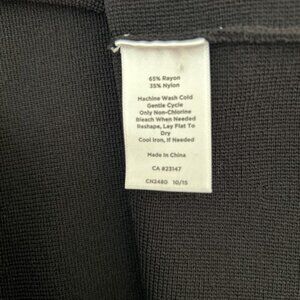 65% Rayon
35% Nylon
Machine Wash Cold
Gentle Cycle
Only Non-Chlorine
Bleach When Needed
Reshape, Lay Flat To
Dry
Cool Iron, If Needed
Made In China
CA #23147
CN2480 10/15